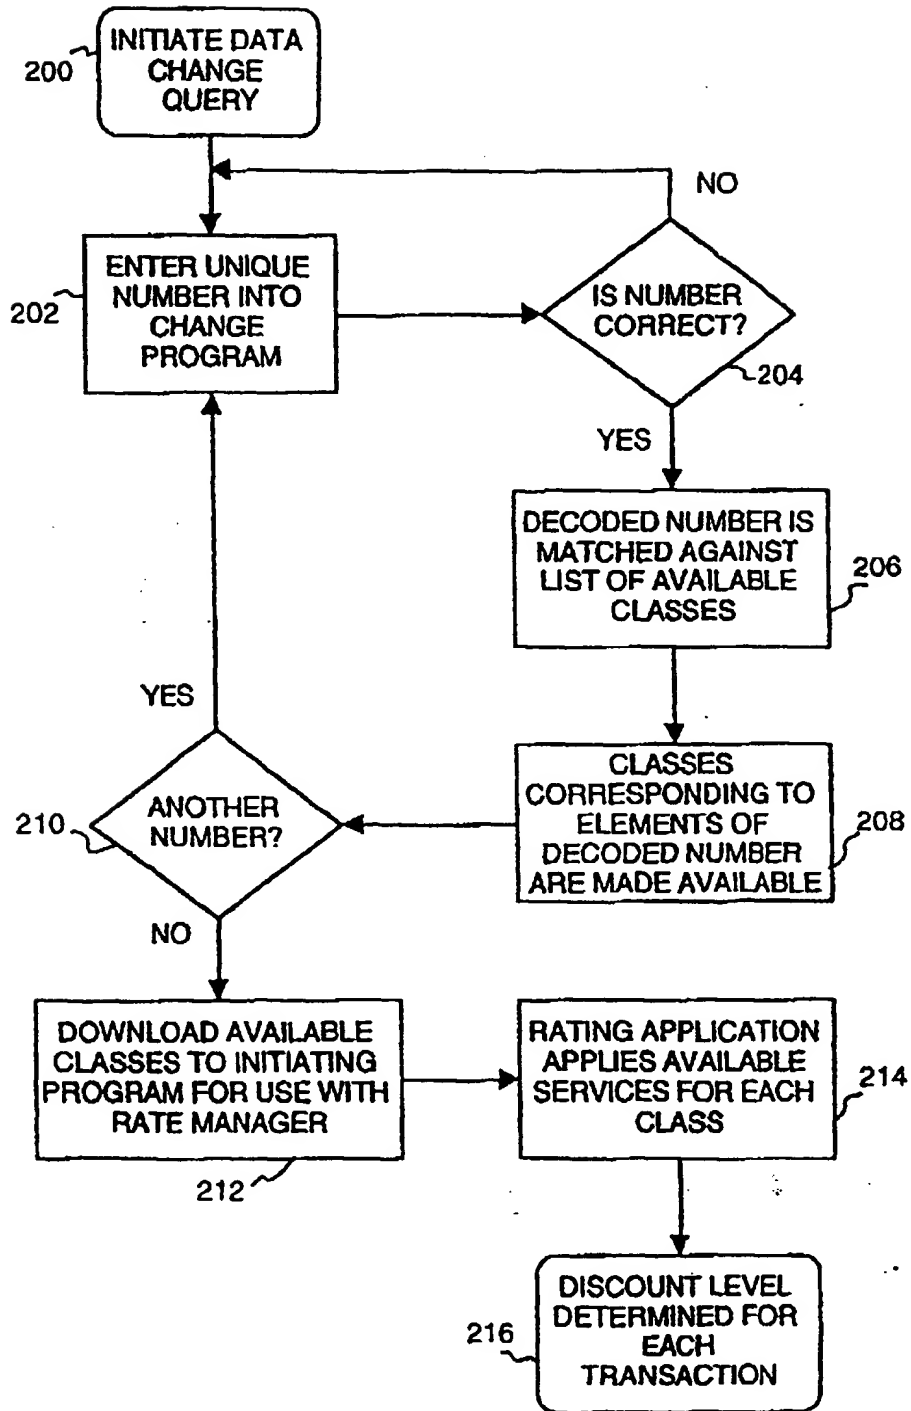 INITIATE DATA
CHANGE
QUERY
200
NO
ENTER UNIQUE
NUMBER INTO
CHANGE
PROGRAM
202
IS NUMBER
CORRECT?
204
YES
DECODED NUMBER IS
MATCHED AGAINST
LIST OF AVAILABLE
CLASSES
206
CLASSES
CORRESPONDING TO
ELEMENTS OF
DECODED NUMBER
ARE MADE AVAILABLE
208
YES
ANOTHER
NUMBER?
210
NO
DOWNLOAD AVAILABLE
CLASSES TO INITIATING
PROGRAM FOR USE WITH
RATE MANAGER
212
RATING APPLICATION
APPLIES AVAILABLE
SERVICES FOR EACH
CLASS
214
DISCOUNT LEVEL
DETERMINED FOR
EACH
TRANSACTION
216